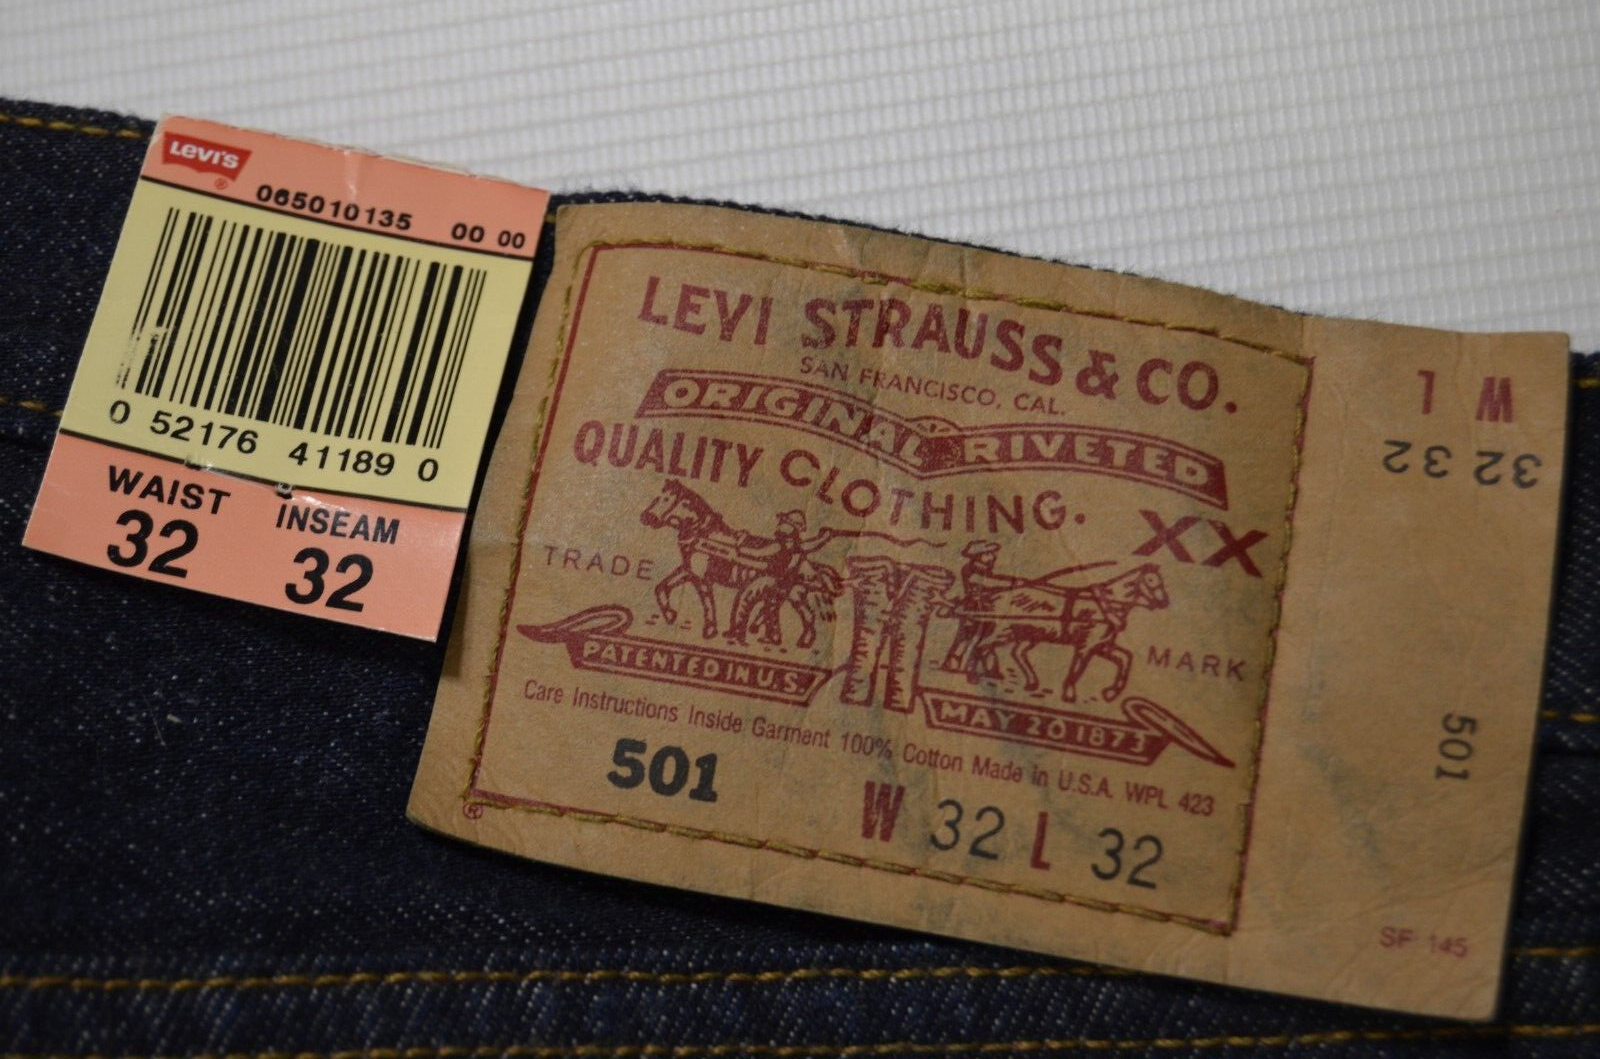 LEVI'S
®
065010135 00 00
0 52176 41189 0
WAIST INSEAM
32 32
LEVI STRAUSS & CO.
SAN FRANCISCO, CAL.
ORIGINAL RIVETED
QUALITY CLOTHING.
XX
TRADE MARK
PATENTED IN U.S. MAY 20 1873
Care Instructions Inside Garment 100% Cotton Made in U.S.A. WPL 423
501 W 32 L 32
®
W L
32 32
501
SF 145